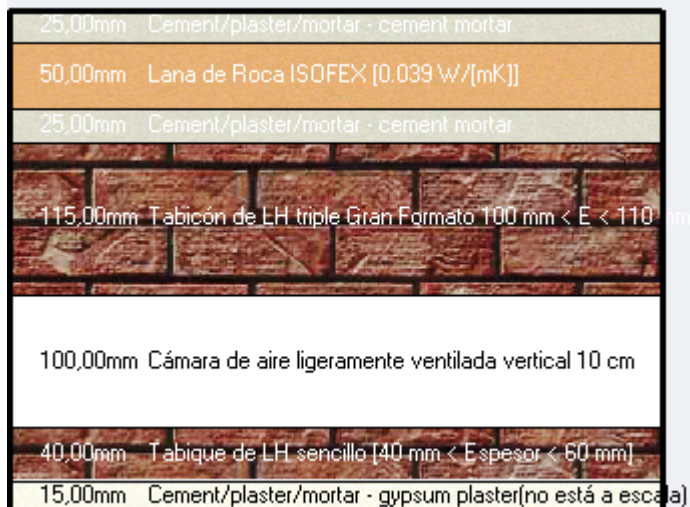 25,00mm Cement/plaster/mortar - cement mortar
50,00mm Lana de Roca ISOFEX [0.039 W/[mK]]
25,00mm Cement/plaster/mortar - cement mortar
115,00mm Tabicón de LH triple Gran Formato 100 mm < E < 110 mm
100,00mm Cámara de aire ligeramente ventilada vertical 10 cm
40,00mm Tabique de LH sencillo [40 mm < Espesor < 60 mm]
15,00mm Cement/plaster/mortar - gypsum plaster(no está a escala)